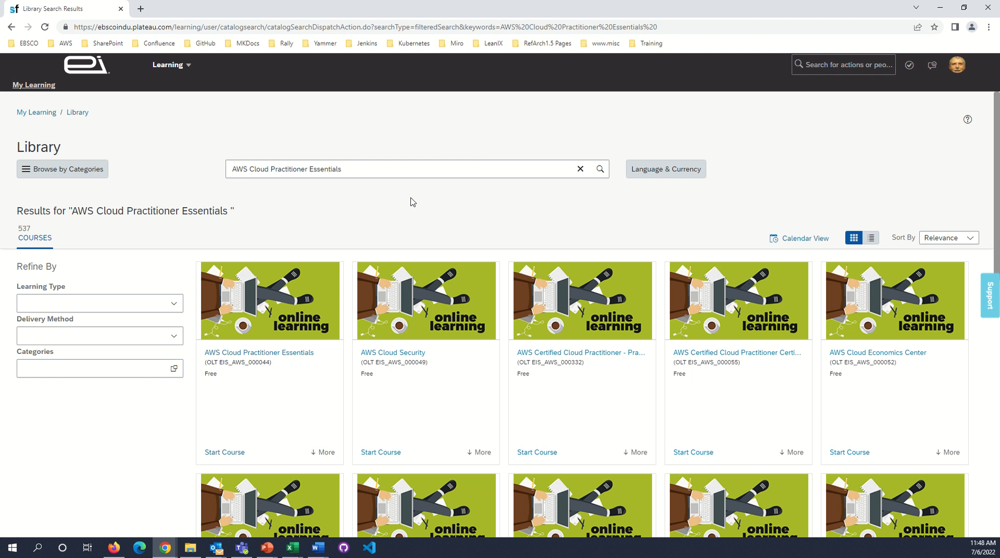 Library Search Results
https://ebscoindu.plateau.com/learning/user/catalogsearch/catalogSearchDispatchAction.do?searchType=filteredSearch&keywords=AWS%20Cloud%20Practitioner%20Essentials%20
EBSCO AWS SharePoint Confluence GitHub MKDocs Rally Yammer Jenkins Kubernetes Miro LeanIX RefArch1.5 Pages www.misc Training
ei
Learning
Search for actions or peo...
My Learning
My Learning / Library
Library
Browse by Categories
AWS Cloud Practitioner Essentials
Language & Currency
Results for "AWS Cloud Practitioner Essentials "
537
COURSES
Calendar View
Sort By Relevance
Refine By
Learning Type
Delivery Method
Categories
online learning
AWS Cloud Practitioner Essentials
(OLT EIS_AWS_000044)
Free
Start Course
More
online learning
AWS Cloud Security
(OLT EIS_AWS_000049)
Free
Start Course
More
online learning
AWS Certified Cloud Practitioner - Pra...
(OLT EIS_AWS_000332)
Free
Start Course
More
online learning
AWS Certified Cloud Practitioner Certi...
(OLT EIS_AWS_000055)
Free
Start Course
More
online learning
AWS Cloud Economics Center
(OLT EIS_AWS_000052)
Free
Start Course
More
online learning
online learning
online learning
online learning
online learning
Support
11:48 AM
7/6/2022